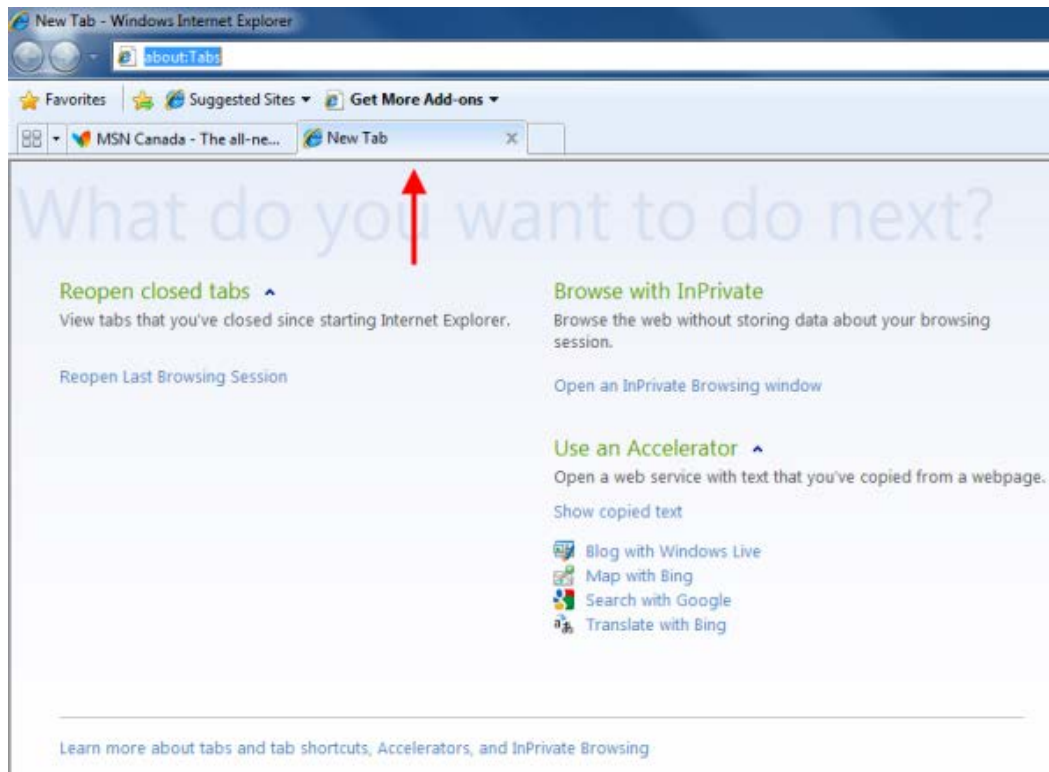 New Tab - Windows Internet Explorer
about:Tabs
Favorites Suggested Sites Get More Add-ons
MSN Canada - The all-ne... New Tab
What do you want to do next?
Reopen closed tabs
View tabs that you've closed since starting Internet Explorer.
Reopen Last Browsing Session
Browse with InPrivate
Browse the web without storing data about your browsing
session.
Open an InPrivate Browsing window
Use an Accelerator
Open a web service with text that you've copied from a webpage.
Show copied text
Blog with Windows Live
Map with Bing
Search with Google
Translate with Bing
Learn more about tabs and tab shortcuts, Accelerators, and InPrivate Browsing